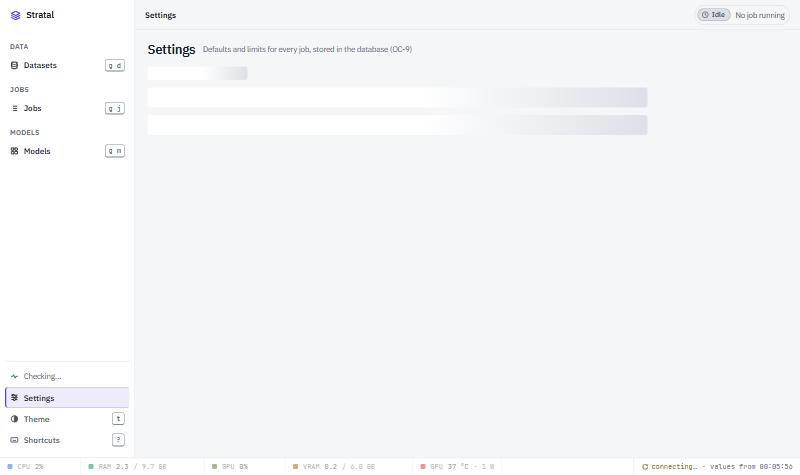 Stratal
Settings
Idle
No job running
DATA
Datasets
g d
JOBS
Jobs
g j
MODELS
Models
g m
Settings
Defaults and limits for every job, stored in the database (OC-9)
Checking…
Settings
Theme
t
Shortcuts
?
CPU 2%
RAM 2.3 / 9.7 GB
GPU 0%
VRAM 0.2 / 6.0 GB
GPU 37 °C · 1 W
connecting… · values from 00:05:56